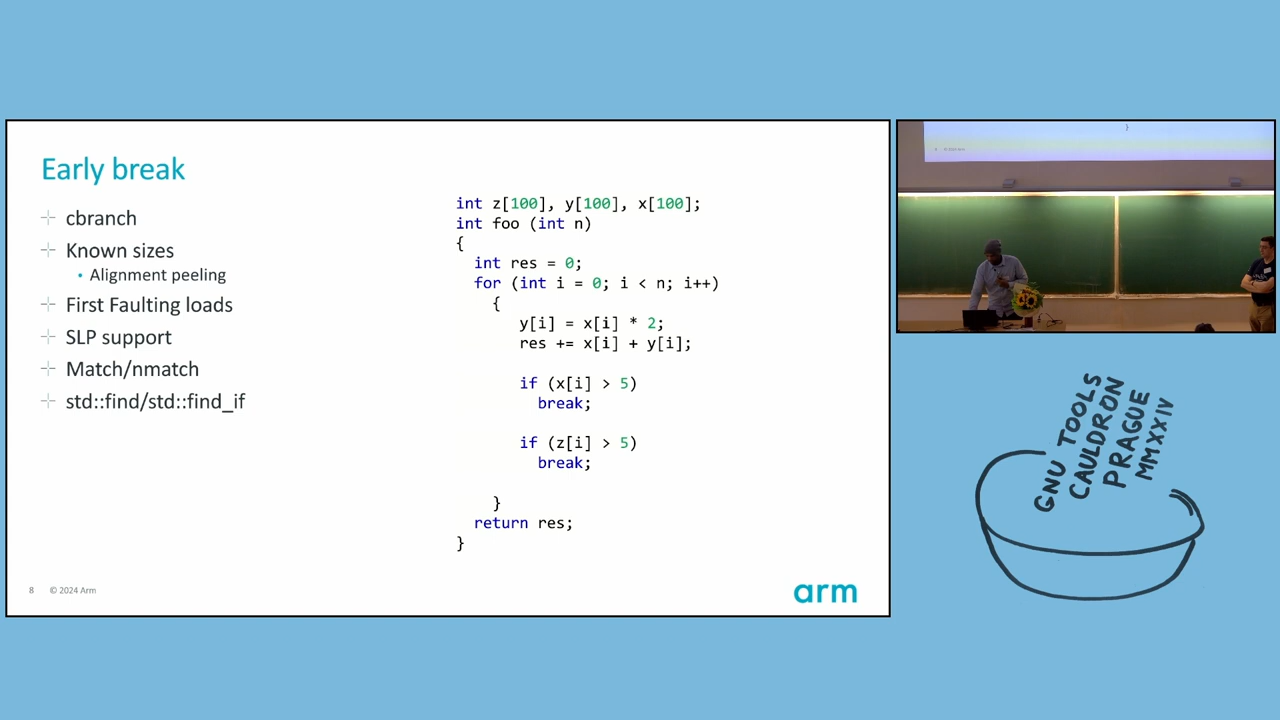 Early break
cbranch
Known sizes
Alignment peeling
First Faulting loads
SLP support
Match/nmatch
std::find/std::find_if
int z[100], y[100], x[100];
int foo (int n)
{
int res = 0;
for (int i = 0; i < n; i++)
{
y[i] = x[i] * 2;
res += x[i] + y[i];
if (x[i] > 5)
break;
if (z[i] > 5)
break;
}
return res;
}
8 © 2024 Arm
arm
}
GNU TOOLS
CAULDRON
PRAGUE
MMXXIV